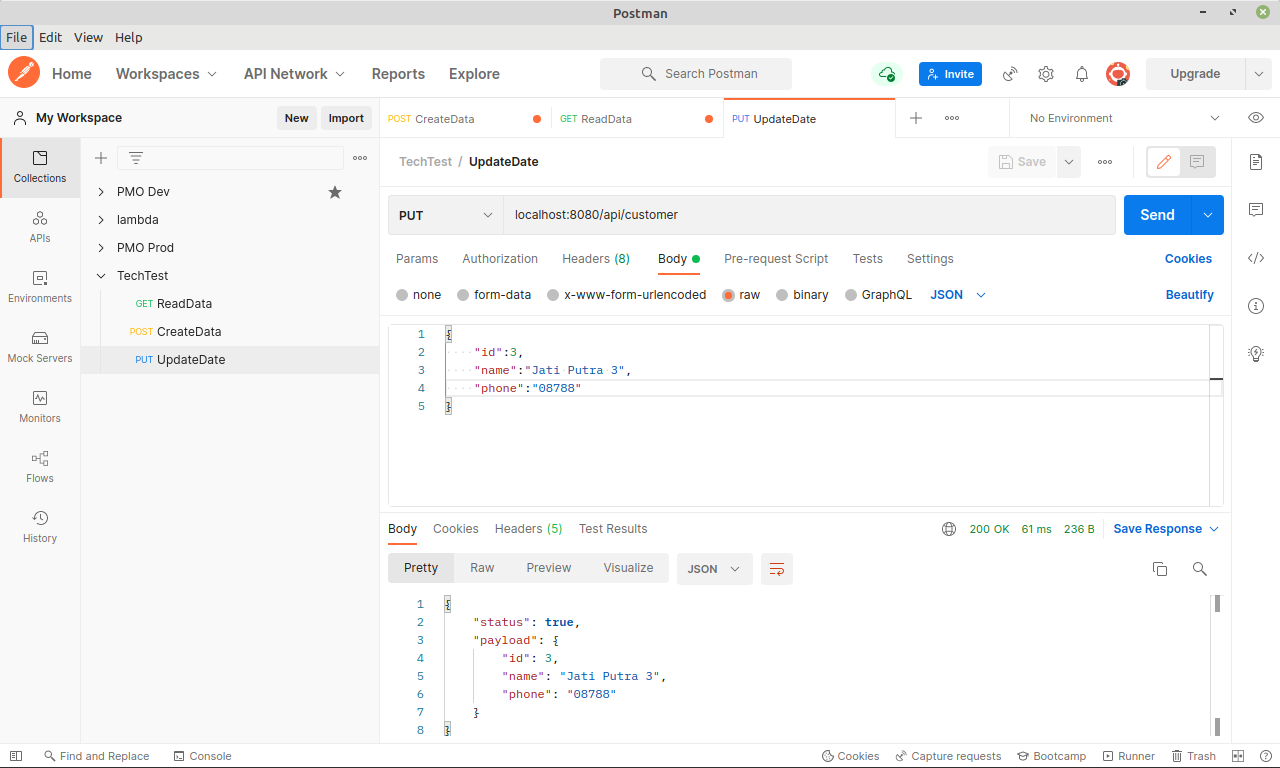 Postman
File Edit View Help
Home Workspaces API Network Reports Explore Search Postman Invite Upgrade
My Workspace New Import
POST CreateData GET ReadData PUT UpdateDate No Environment
Collections
APIs
Environments
Mock Servers
Monitors
Flows
History
PMO Dev
lambda
PMO Prod
TechTest
GET ReadData
POST CreateData
PUT UpdateDate
TechTest / UpdateDate Save
PUT localhost:8080/api/customer Send
Params Authorization Headers (8) Body Pre-request Script Tests Settings Cookies
none form-data x-www-form-urlencoded raw binary GraphQL JSON Beautify
1 {
2 "id":3,
3 "name":"Jati Putra 3",
4 "phone":"08788"
5 }
Body Cookies Headers (5) Test Results 200 OK 61 ms 236 B Save Response
Pretty Raw Preview Visualize JSON
1 {
2 "status": true,
3 "payload": {
4 "id": 3,
5 "name": "Jati Putra 3",
6 "phone": "08788"
7 }
8 }
Find and Replace Console Cookies Capture requests Bootcamp Runner Trash